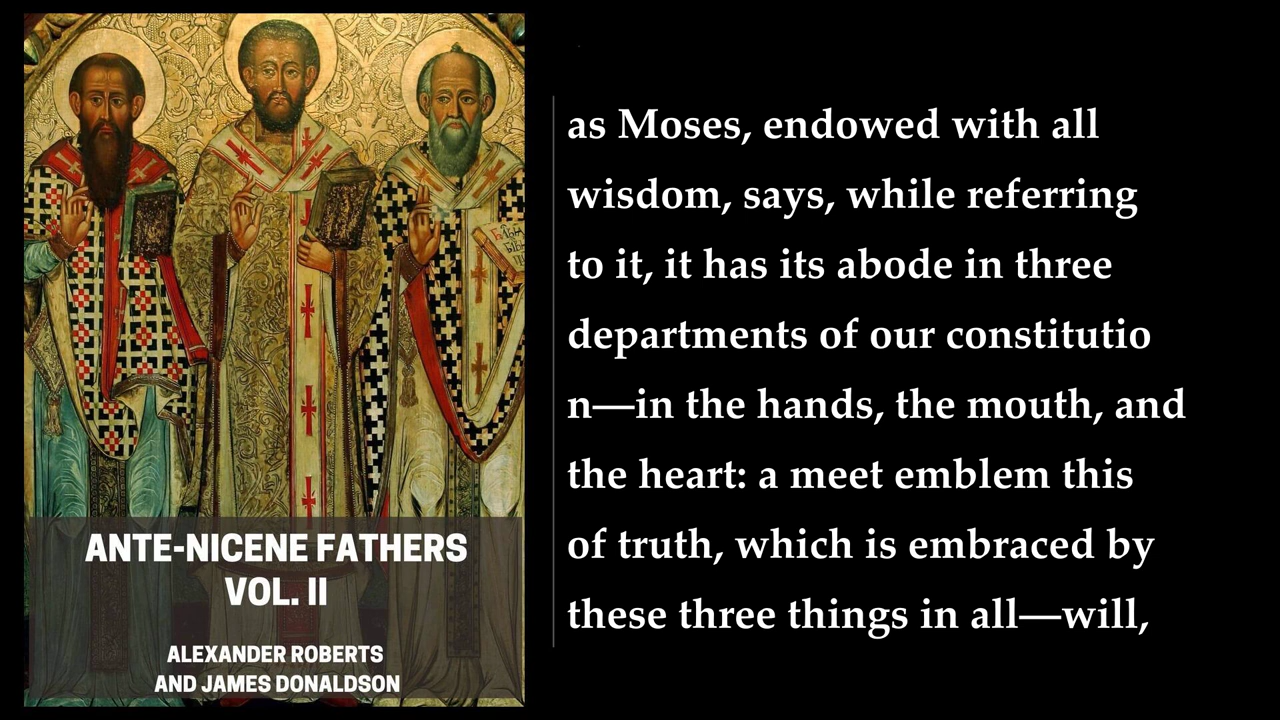 ANTE-NICENE FATHERS
VOL. II
ALEXANDER ROBERTS
AND JAMES DONALDSON
as Moses, endowed with all
wisdom, says, while referring
to it, it has its abode in three
departments of our constitutio
n—in the hands, the mouth, and
the heart: a meet emblem this
of truth, which is embraced by
these three things in all—will,